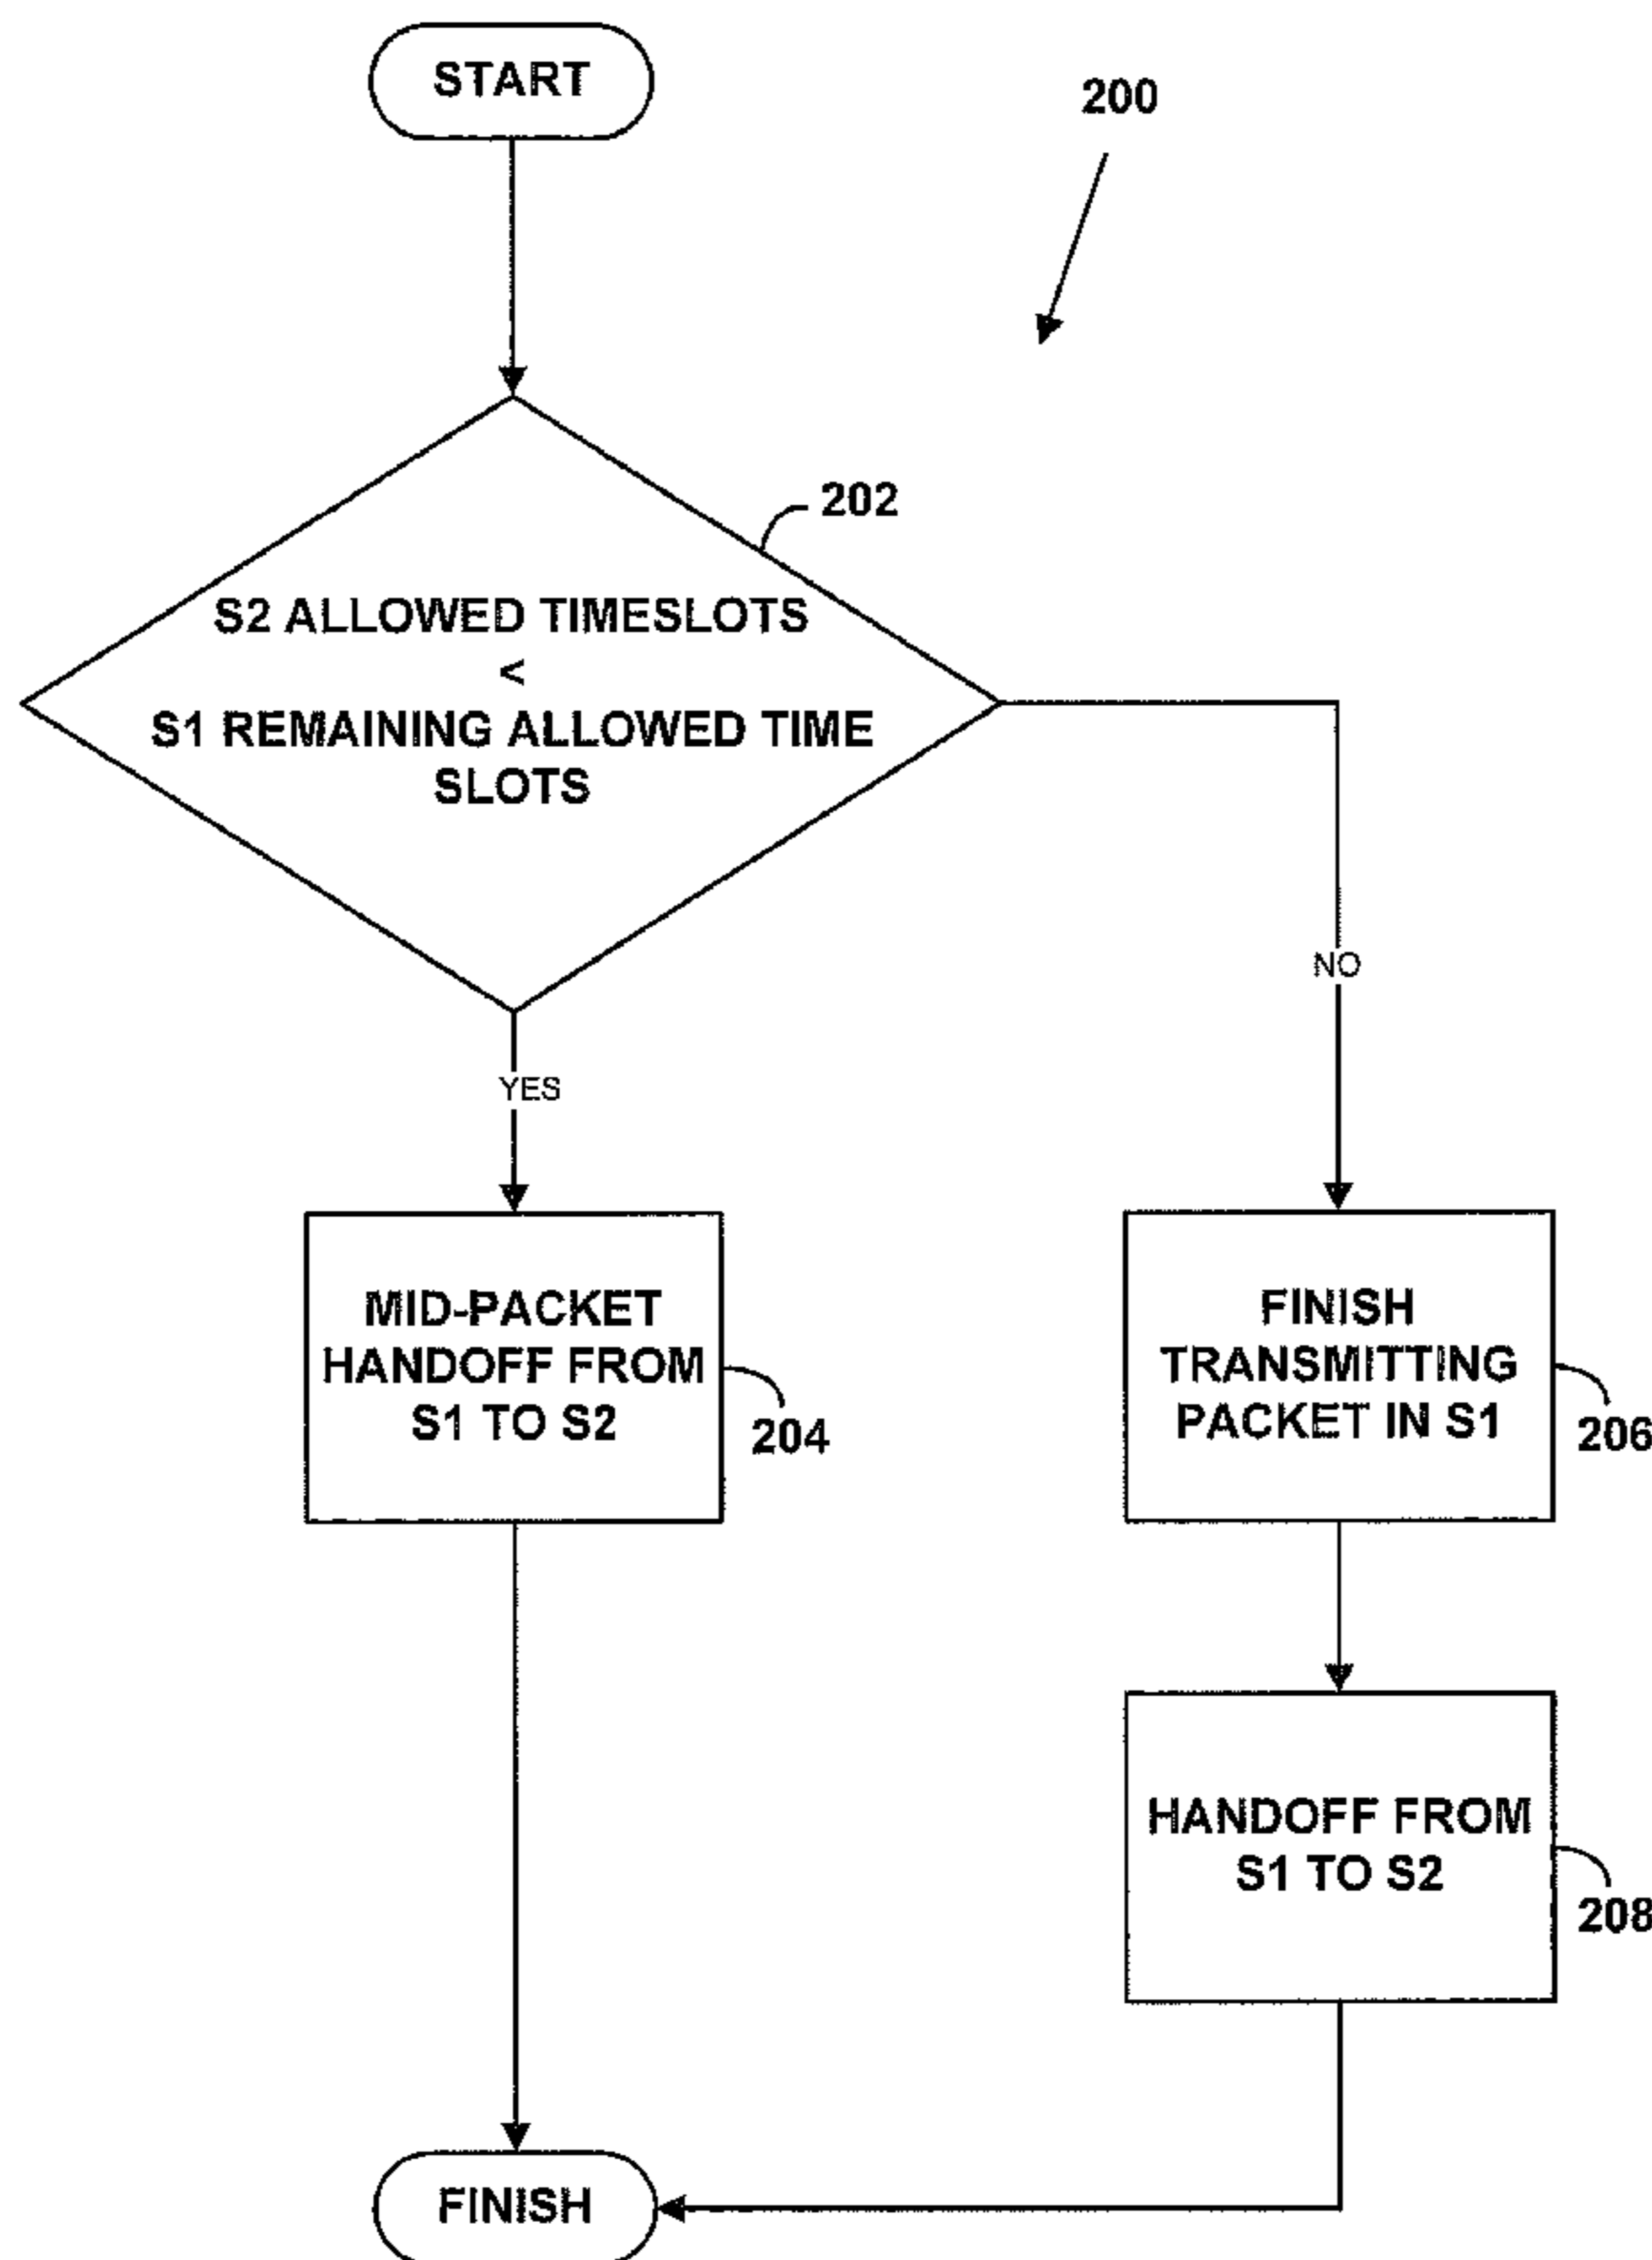 START
200
202
S2 ALLOWED TIMESLOTS
<
S1 REMAINING ALLOWED TIME
SLOTS
NO
YES
MID-PACKET
HANDOFF FROM
S1 TO S2
204
FINISH
TRANSMITTING
PACKET IN S1
206
HANDOFF FROM
S1 TO S2
208
FINISH